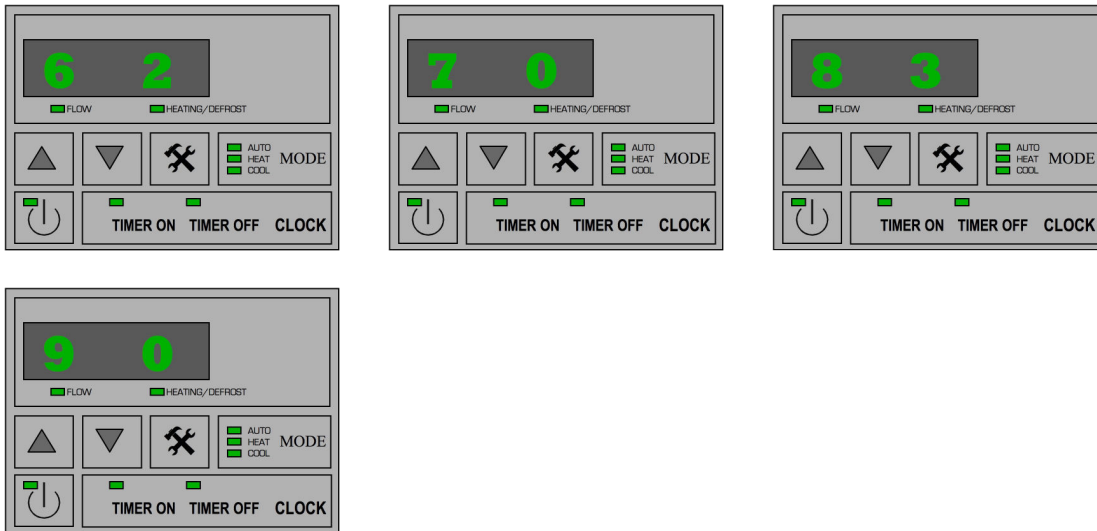 6 2
FLOW HEATING/DEFROST
AUTO
HEAT
COOL
MODE
TIMER ON TIMER OFF CLOCK
7 0
FLOW HEATING/DEFROST
AUTO
HEAT
COOL
MODE
TIMER ON TIMER OFF CLOCK
8 3
FLOW HEATING/DEFROST
AUTO
HEAT
COOL
MODE
TIMER ON TIMER OFF CLOCK
9 0
FLOW HEATING/DEFROST
AUTO
HEAT
COOL
MODE
TIMER ON TIMER OFF CLOCK